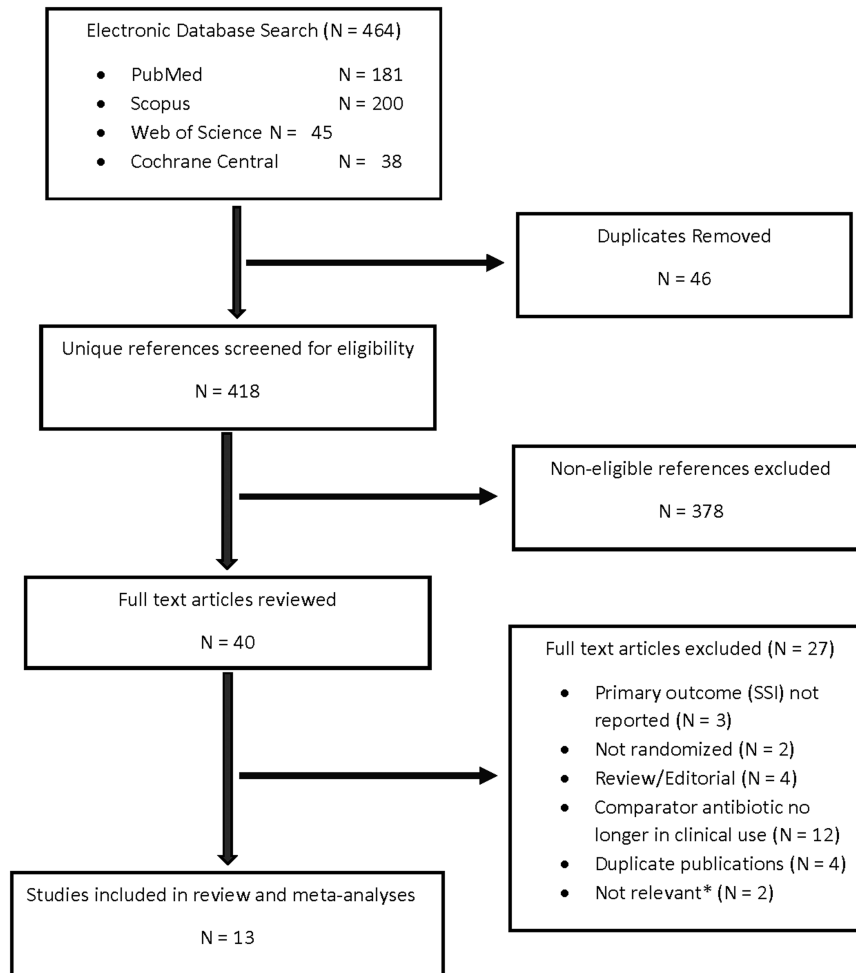 Electronic Database Search (N = 464)
• PubMed N = 181
• Scopus N = 200
• Web of Science N = 45
• Cochrane Central N = 38
Duplicates Removed
N = 46
Unique references screened for eligibility
N = 418
Non-eligible references excluded
N = 378
Full text articles reviewed
N = 40
Full text articles excluded (N = 27)
• Primary outcome (SSI) not
reported (N = 3)
• Not randomized (N = 2)
• Review/Editorial (N = 4)
• Comparator antibiotic no
longer in clinical use (N = 12)
• Duplicate publications (N = 4)
• Not relevant* (N = 2)
Studies included in review and meta-analyses
N = 13